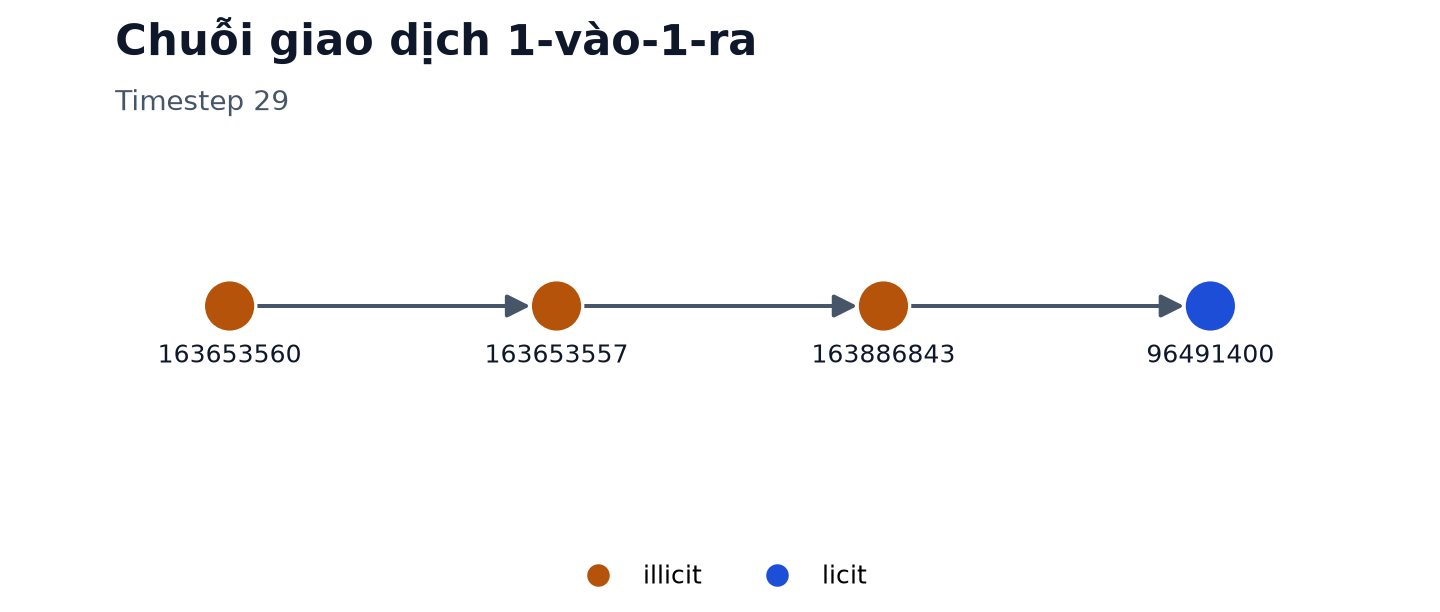 Chuỗi giao dịch 1-vào-1-ra
Timestep 29
163653560 163653557 163886843 96491400
illicit licit